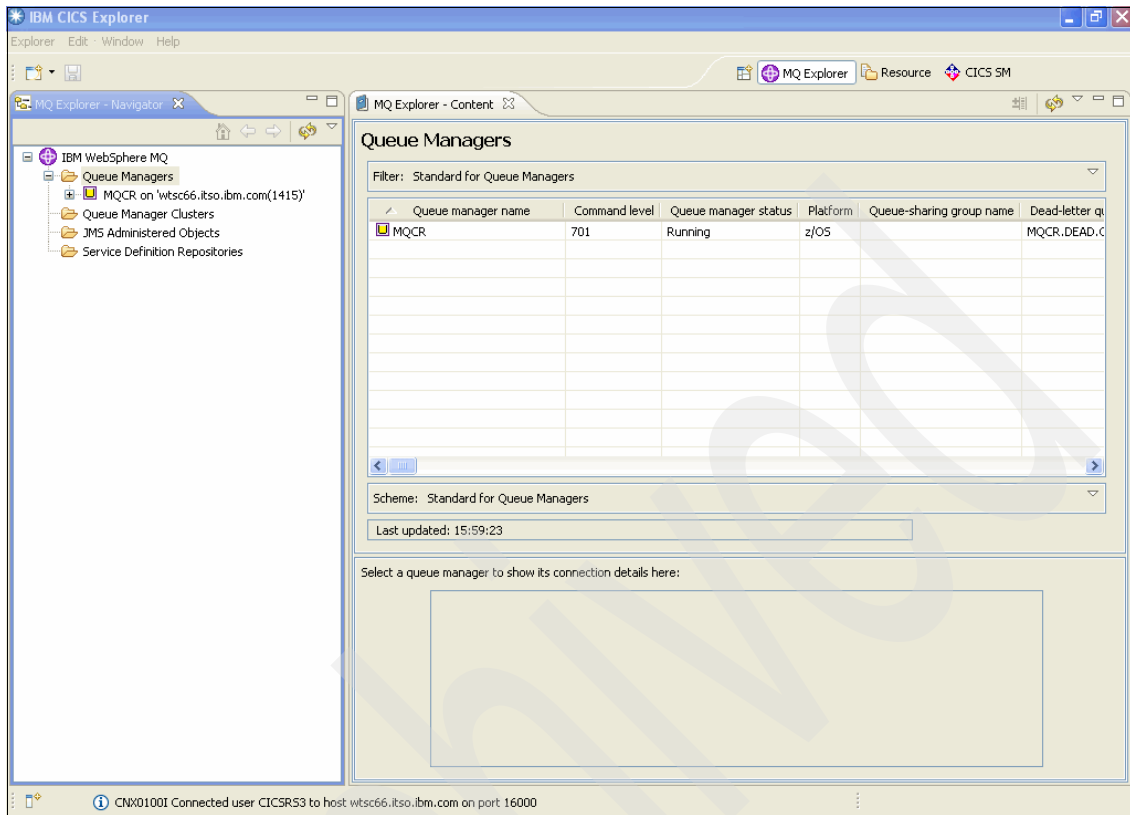 IBM CICS Explorer
Explorer Edit Window Help
MQ Explorer Resource CICS SM
MQ Explorer - Navigator
MQ Explorer - Content
IBM WebSphere MQ
Queue Managers
MQCR on 'wtsc66.itso.ibm.com(1415)'
Queue Manager Clusters
JMS Administered Objects
Service Definition Repositories
Queue Managers
Filter: Standard for Queue Managers
Queue manager name Command level Queue manager status Platform Queue-sharing group name Dead-letter qu
MQCR 701 Running z/OS MQCR.DEAD.
Scheme: Standard for Queue Managers
Last updated: 15:59:23
Select a queue manager to show its connection details here:
CNX0100I Connected user CICSRS3 to host wtsc66.itso.ibm.com on port 16000